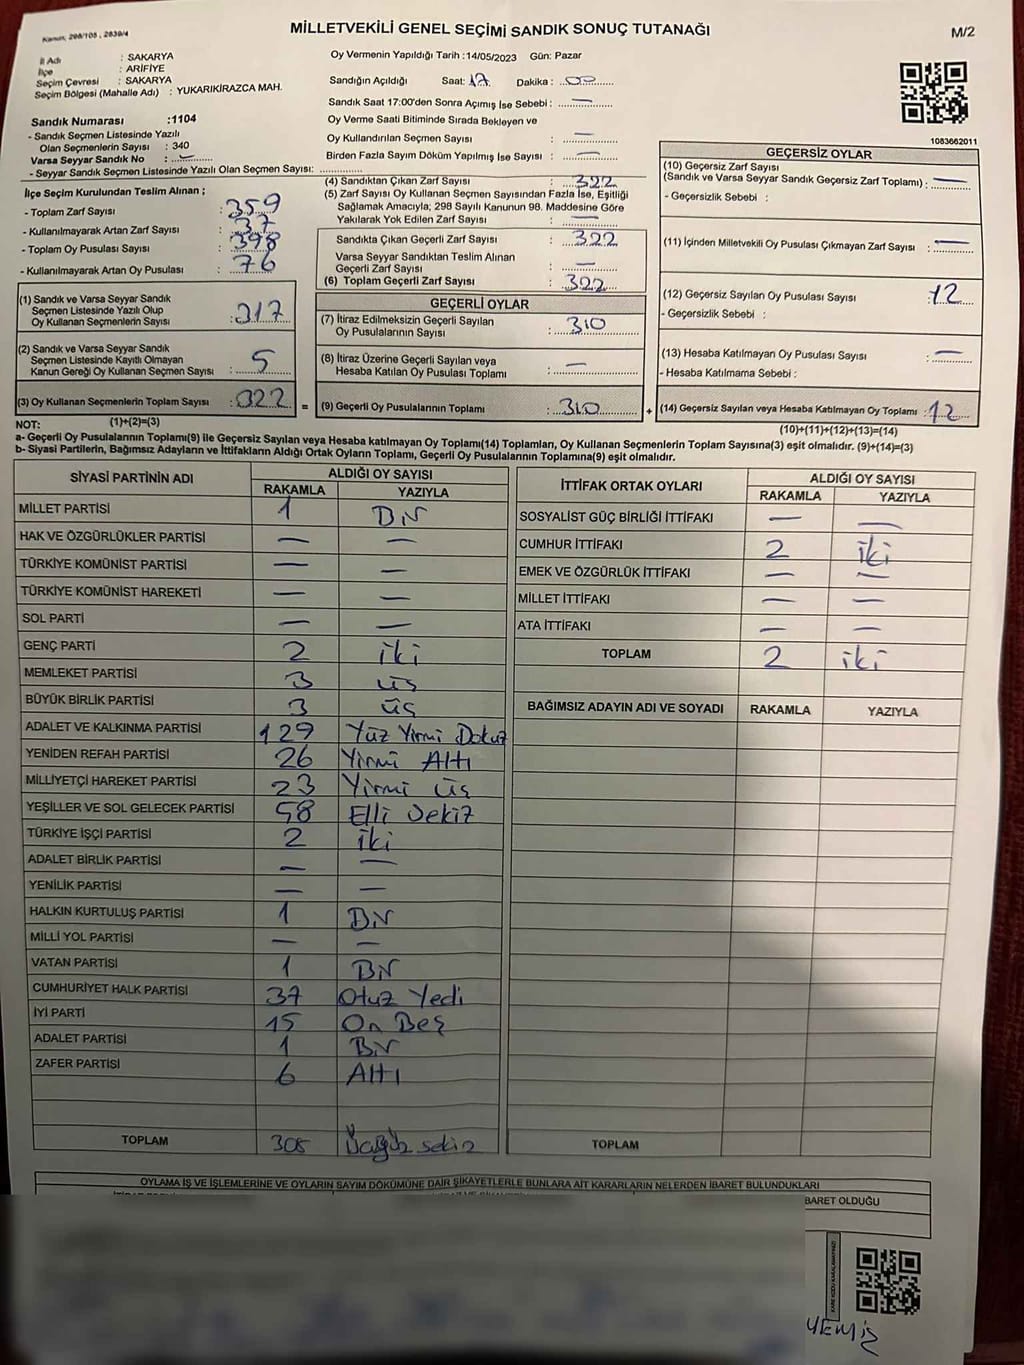 Kanun, 298/105 , 2839/4
MİLLETVEKİLİ GENEL SEÇİMİ SANDIK SONUÇ TUTANAĞI
M/2
İl Adı : SAKARYA
İlçe : ARİFİYE
Seçim Çevresi : SAKARYA
Seçim Bölgesi (Mahalle Adı) : YUKARIKİRAZCA MAH.
Oy Vermenin Yapıldığı Tarih :14/05/2023 Gün: Pazar
Sandığın Açıldığı Saat: 17 Dakika : 00
Sandık Saat 17:00'den Sonra Açımış İse Sebebi : —
Oy Verme Saati Bitiminde Sırada Bekleyen ve
Oy Kullandırılan Seçmen Sayısı : —
Birden Fazla Sayım Döküm Yapılmış İse Sayısı : —
1083662011
Sandık Numarası :1104
- Sandık Seçmen Listesinde Yazılı
Olan Seçmenlerin Sayısı : 340
Varsa Seyyar Sandık No :
- Seyyar Sandık Seçmen Listesinde Yazılı Olan Seçmen Sayısı:
İlçe Seçim Kurulundan Teslim Alınan ;
- Toplam Zarf Sayısı : 359
- Kullanılmayarak Artan Zarf Sayısı : 37
- Toplam Oy Pusulası Sayısı : 398
- Kullanılmayarak Artan Oy Pusulası : 76
(1) Sandık ve Varsa Seyyar Sandık
Seçmen Listesinde Yazılı Olup
Oy Kullanan Seçmenlerin Sayısı : 317
(2) Sandık ve Varsa Seyyar Sandık
Seçmen Listesinde Kayıtlı Olmayan
Kanun Gereği Oy Kullanan Seçmen Sayısı : 5
(3) Oy Kullanan Seçmenlerin Toplam Sayısı : 322 =
(1)+(2)=(3)
(4) Sandıktan Çıkan Zarf Sayısı : 322
(5) Zarf Sayısı Oy Kullanan Seçmen Sayısından Fazla İse, Eşitliği
Sağlamak Amacıyla; 298 Sayılı Kanunun 98. Maddesine Göre
Yakılarak Yok Edilen Zarf Sayısı : —
Sandıkta Çıkan Geçerli Zarf Sayısı : 322
Varsa Seyyar Sandıktan Teslim Alınan
Geçerli Zarf Sayısı : —
(6) Toplam Geçerli Zarf Sayısı : 322
GEÇERLİ OYLAR
(7) İtiraz Edilmeksizin Geçerli Sayılan
Oy Pusulalarının Sayısı : 310
(8) İtiraz Üzerine Geçerli Sayılan veya
Hesaba Katılan Oy Pusulası Toplamı : —
(9) Geçerli Oy Pusulalarının Toplamı : 310 +
GEÇERSİZ OYLAR
(10) Geçersiz Zarf Sayısı
(Sandık ve Varsa Seyyar Sandık Geçersiz Zarf Toplamı) : —
- Geçersizlik Sebebi :
(11) İçinden Milletvekili Oy Pusulası Çıkmayan Zarf Sayısı : —
(12) Geçersiz Sayılan Oy Pusulası Sayısı : 12
- Geçersizlik Sebebi :
(13) Hesaba Katılmayan Oy Pusulası Sayısı : —
- Hesaba Katılmama Sebebi :
(14) Geçersiz Sayılan veya Hesaba Katılmayan Oy Toplamı : 12
(10)+(11)+(12)+(13)=(14)
NOT:
a- Geçerli Oy Pusulalarının Toplamı(9) ile Geçersiz Sayılan veya Hesaba katılmayan Oy Toplamı(14) Toplamları, Oy Kullanan Seçmenlerin Toplam Sayısına(3) eşit olmalıdır. (9)+(14)=(3)
b- Siyasi Partilerin, Bağımsız Adayların ve İttifakların Aldığı Ortak Oyların Toplamı, Geçerli Oy Pusulalarının Toplamına(9) eşit olmalıdır.
SİYASİ PARTİNİN ADI ALDIĞI OY SAYISI
RAKAMLA YAZIYLA
MİLLET PARTİSİ 1 Bir
HAK VE ÖZGÜRLÜKLER PARTİSİ — —
TÜRKİYE KOMÜNİST PARTİSİ — —
TÜRKİYE KOMÜNİST HAREKETİ — —
SOL PARTİ — —
GENÇ PARTİ 2 iki
MEMLEKET PARTİSİ 3 üç
BÜYÜK BİRLİK PARTİSİ 3 üç
ADALET VE KALKINMA PARTİSİ 129 Yüz Yirmi Dokuz
YENİDEN REFAH PARTİSİ 26 Yirmi Altı
MİLLİYETÇİ HAREKET PARTİSİ 23 Yirmi üç
YEŞİLLER VE SOL GELECEK PARTİSİ 58 Elli Sekiz
TÜRKİYE İŞÇİ PARTİSİ 2 iki
ADALET BİRLİK PARTİSİ — —
YENİLİK PARTİSİ — —
HALKIN KURTULUŞ PARTİSİ 1 Bir
MİLLİ YOL PARTİSİ — —
VATAN PARTİSİ 1 Bir
CUMHURİYET HALK PARTİSİ 37 Otuz Yedi
İYİ PARTİ 15 On Beş
ADALET PARTİSİ 1 Bir
ZAFER PARTİSİ 6 Altı
TOPLAM 308 Üçyüz sekiz
İTTİFAK ORTAK OYLARI ALDIĞI OY SAYISI
RAKAMLA YAZIYLA
SOSYALİST GÜÇ BİRLİĞİ İTTİFAKI — —
CUMHUR İTTİFAKI 2 iki
EMEK VE ÖZGÜRLÜK İTTİFAKI — —
MİLLET İTTİFAKI — —
ATA İTTİFAKI — —
TOPLAM 2 iki
BAĞIMSIZ ADAYIN ADI VE SOYADI RAKAMLA YAZIYLA
TOPLAM
OYLAMA İŞ VE İŞLEMLERİNE VE OYLARIN SAYIM DÖKÜMÜNE DAİR ŞİKAYETLERLE BUNLARA AİT KARARLARIN NELERDEN İBARET BULUNDUKLARI
BARET OLDUĞU
YEMİŞ